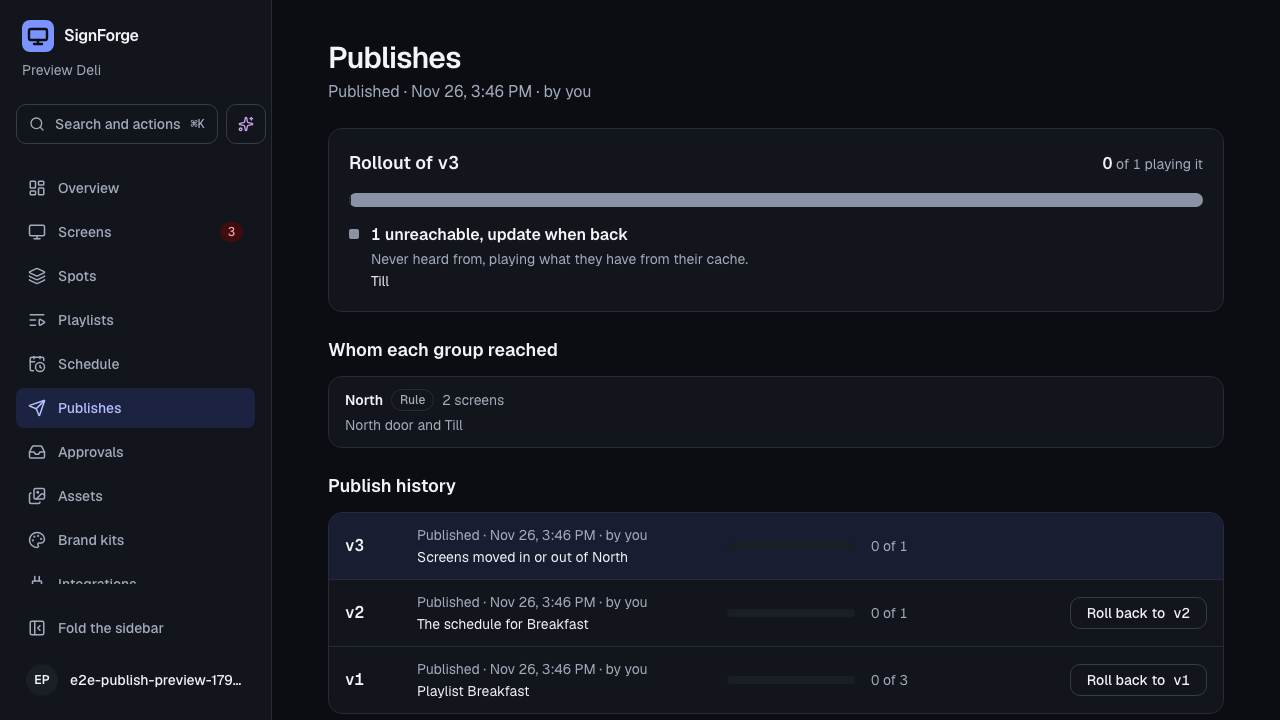 SignForge
Preview Deli
Search and actions ⌘K
Overview
Screens 3
Spots
Playlists
Schedule
Publishes
Approvals
Assets
Brand kits
Integrations
Fold the sidebar
EP e2e-publish-preview-179...
Publishes
Published · Nov 26, 3:46 PM · by you
Rollout of v3
0 of 1 playing it
1 unreachable, update when back
Never heard from, playing what they have from their cache.
Till
Whom each group reached
North Rule 2 screens
North door and Till
Publish history
v3
Published · Nov 26, 3:46 PM · by you
Screens moved in or out of North
0 of 1
v2
Published · Nov 26, 3:46 PM · by you
The schedule for Breakfast
0 of 1
Roll back to v2
v1
Published · Nov 26, 3:46 PM · by you
Playlist Breakfast
0 of 3
Roll back to v1